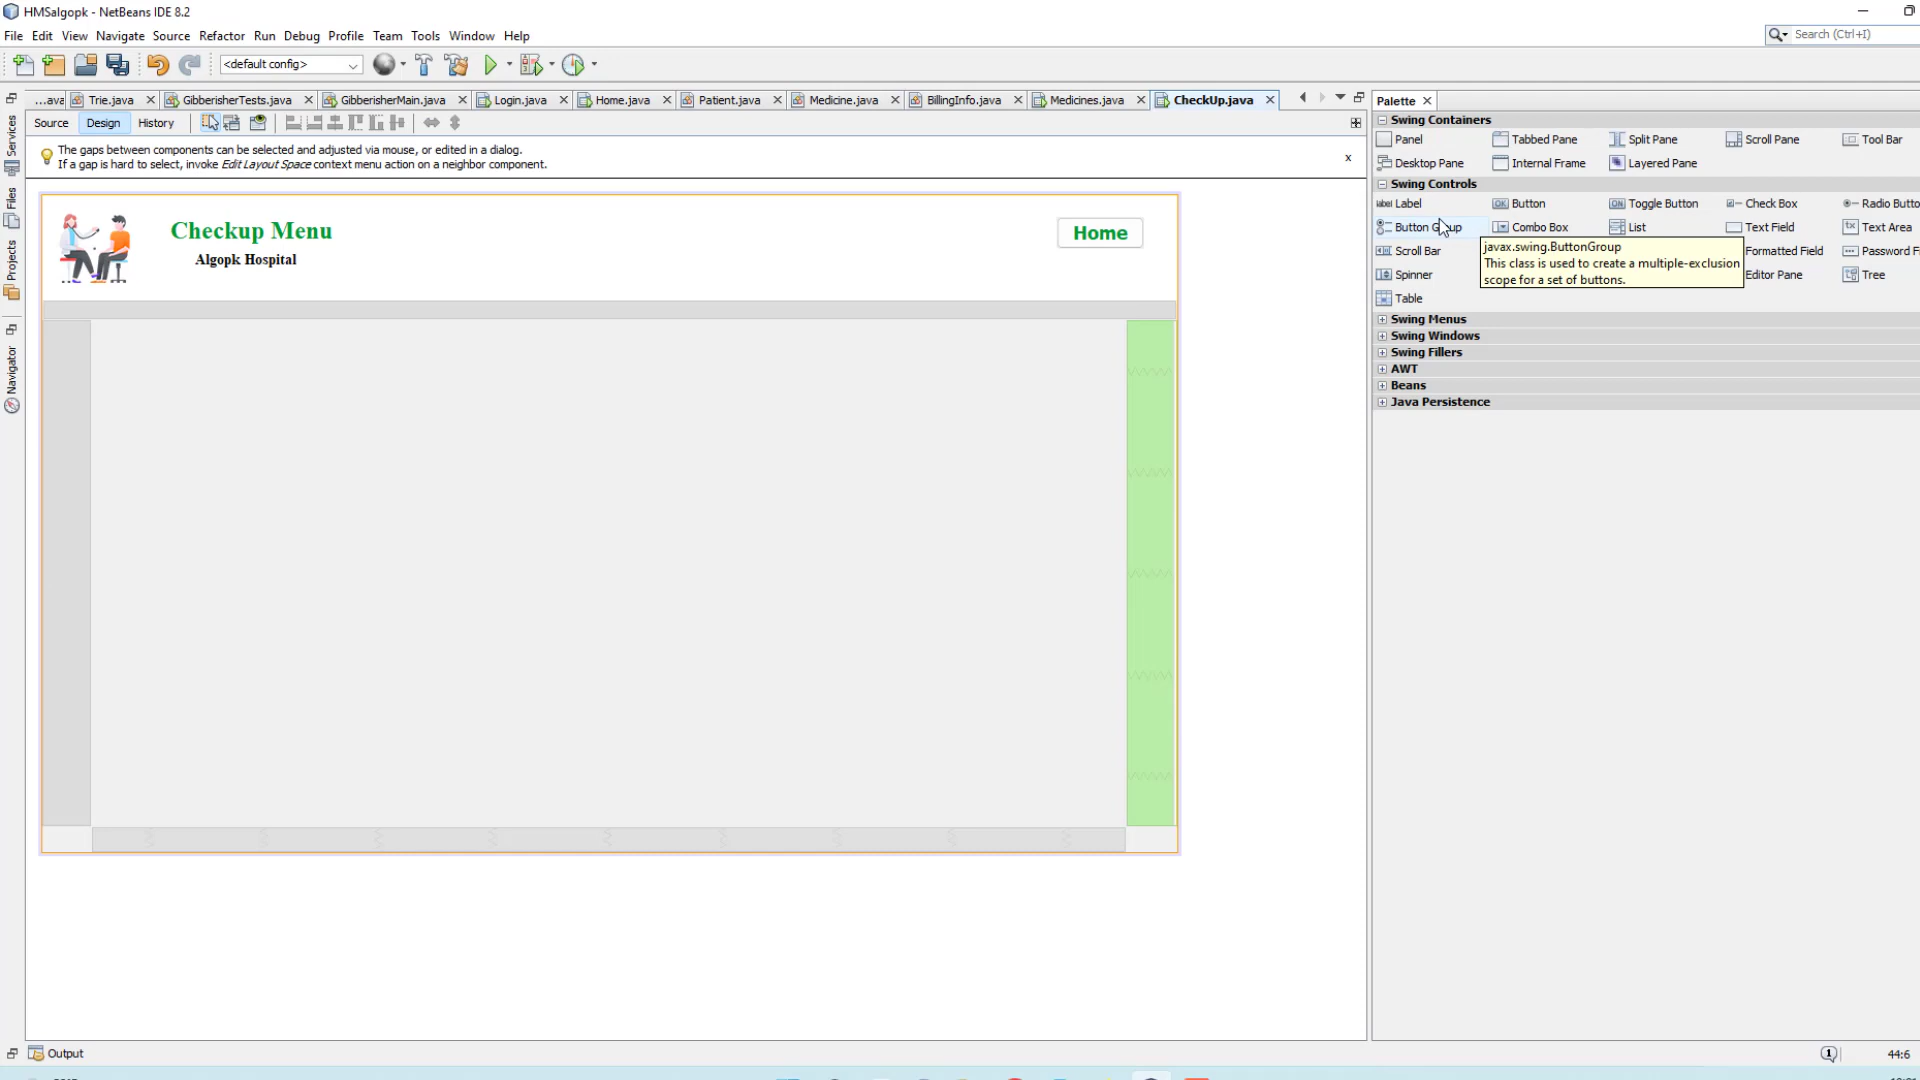 HMSalgopk - NetBeans IDE 8.2
File Edit View Navigate Source Refactor Run Debug Profile Team Tools Window Help
Search (Ctrl+I)
<default config>
...ava Trie.java GibberisherTests.java GibberisherMain.java Login.java Home.java Patient.java Medicine.java BillingInfo.java Medicines.java CheckUp.java
Source Design History
The gaps between components can be selected and adjusted via mouse, or edited in a dialog.
If a gap is hard to select, invoke Edit Layout Space context menu action on a neighbor component.
x
Services
Files
Projects
Navigator
Checkup Menu
Algopk Hospital
Home
Palette
Swing Containers
Panel Tabbed Pane Split Pane Scroll Pane Tool Bar
Desktop Pane Internal Frame Layered Pane
Swing Controls
Label Button Toggle Button Check Box Radio Butto
Button Group Combo Box List Text Field Text Area
Scroll Bar Formatted Field Password F
Spinner Editor Pane Tree
Table
javax.swing.ButtonGroup
This class is used to create a multiple-exclusion
scope for a set of buttons.
Swing Menus
Swing Windows
Swing Fillers
AWT
Beans
Java Persistence
Output
1
44:6